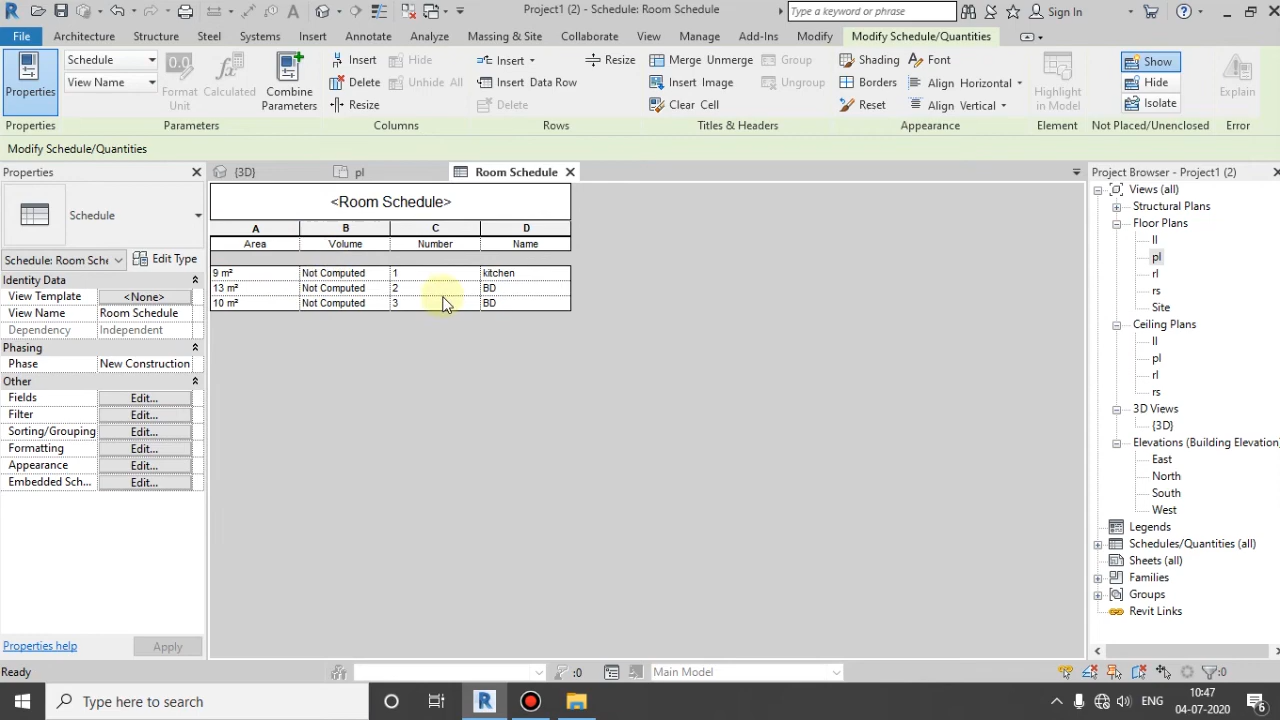 Project1 (2) - Schedule: Room Schedule
Type a keyword or phrase
Sign In
File Architecture Structure Steel Systems Insert Annotate Analyze Massing & Site Collaborate View Manage Add-Ins Modify Modify Schedule/Quantities
Schedule
View Name
Properties
Format Unit
Calculated
Combine Parameters
Insert
Delete
Resize
Hide
Unhide All
Insert
Insert Data Row
Delete
Resize
Merge Unmerge
Insert Image
Clear Cell
Group
Ungroup
Shading
Borders
Reset
Font
Align Horizontal
Align Vertical
Highlight in Model
Show
Hide
Isolate
Explain
Properties Parameters Columns Rows Titles & Headers Appearance Element Not Placed/Unenclosed Error
Modify Schedule/Quantities
Properties
Schedule
Schedule: Room Sche
Edit Type
Identity Data
View Template <None>
View Name Room Schedule
Dependency Independent
Phasing
Phase New Construction
Other
Fields Edit...
Filter Edit...
Sorting/Grouping Edit...
Formatting Edit...
Appearance Edit...
Embedded Sch... Edit...
Properties help
Apply
{3D} pl Room Schedule
<Room Schedule>
A B C D
Area Volume Number Name
9 m² Not Computed 1 kitchen
13 m² Not Computed 2 BD
10 m² Not Computed 3 BD
Project Browser - Project1 (2)
Views (all)
Structural Plans
Floor Plans
ll
pl
rl
rs
Site
Ceiling Plans
ll
pl
rl
rs
3D Views
{3D}
Elevations (Building Elevation)
East
North
South
West
Legends
Schedules/Quantities (all)
Sheets (all)
Families
Groups
Revit Links
Ready
:0
Main Model
:0
Type here to search
ENG
10:47
04-07-2020
6